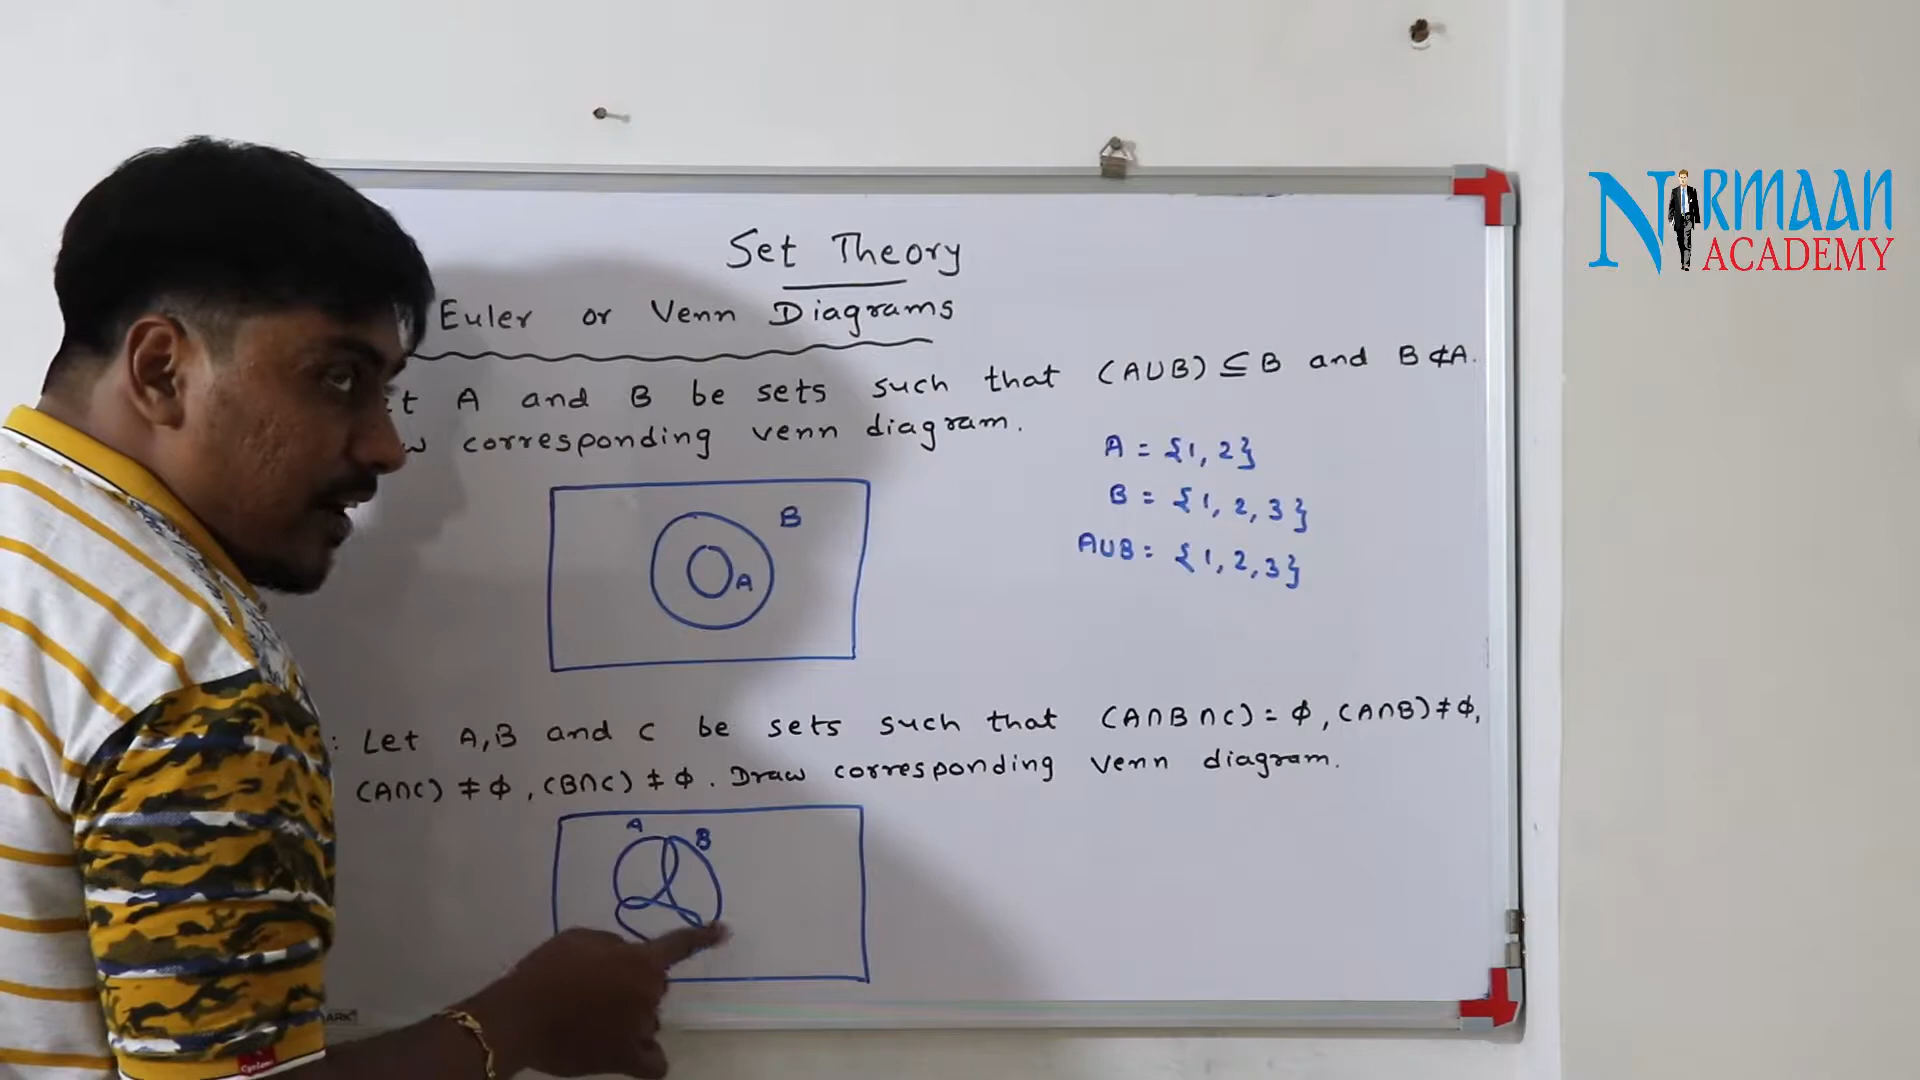 NIRMAAN
ACADEMY
Set Theory
Euler or Venn Diagrams
A and B be sets such that (A∪B) ⊆ B and B ⊄ A.
corresponding venn diagram.
A = {1, 2}
B = {1, 2, 3}
A∪B = {1, 2, 3}
B
A
: Let A, B and C be sets such that (A∩B∩C) = ϕ, (A∩B) ≠ ϕ,
(A∩C) ≠ ϕ, (B∩C) ≠ ϕ. Draw corresponding venn diagram.
A
B